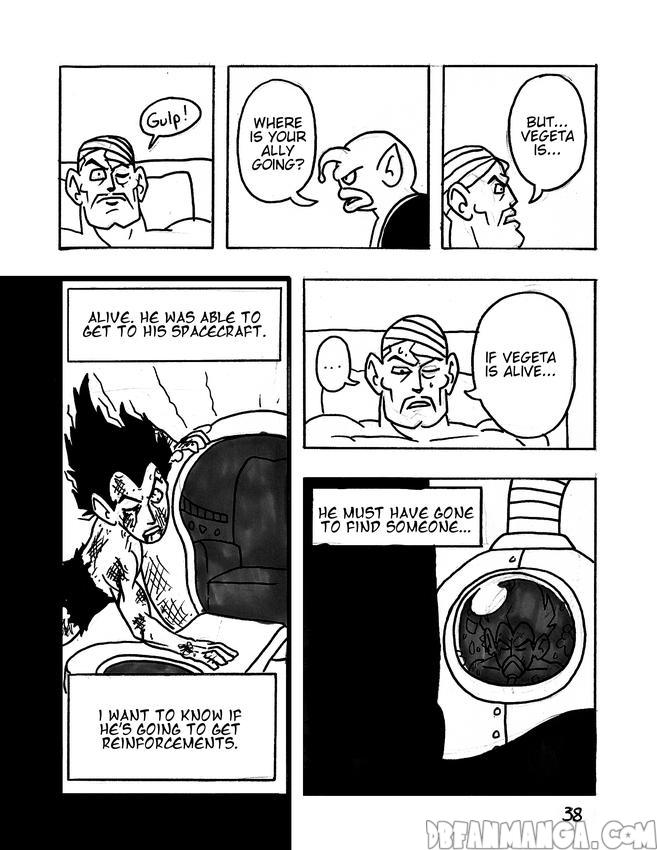 Gulp!
WHERE
IS YOUR
ALLY
GOING?
BUT...
VEGETA
IS...
ALIVE. HE WAS ABLE TO
GET TO HIS SPACECRAFT.
I WANT TO KNOW IF
HE'S GOING TO GET
REINFORCEMENTS.
...
IF VEGETA
IS ALIVE...
HE MUST HAVE GONE
TO FIND SOMEONE...
38
DBFANMANGA.COM